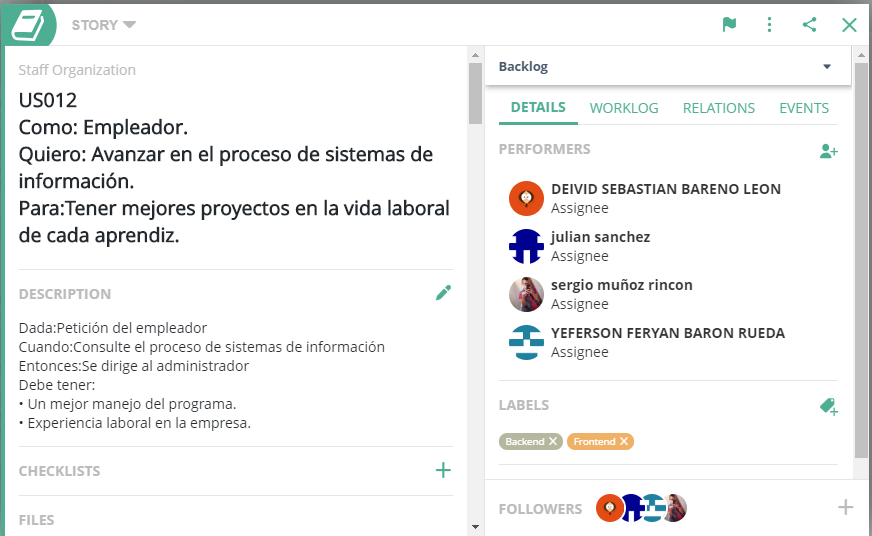 STORY
Staff Organization
US012
Como: Empleador.
Quiero: Avanzar en el proceso de sistemas de
información.
Para:Tener mejores proyectos en la vida laboral
de cada aprendiz.
DESCRIPTION
Dada:Petición del empleador
Cuando:Consulte el proceso de sistemas de información
Entonces:Se dirige al administrador
Debe tener:
• Un mejor manejo del programa.
• Experiencia laboral en la empresa.
CHECKLISTS
FILES
Backlog
DETAILS WORKLOG RELATIONS EVENTS
PERFORMERS
DEIVID SEBASTIAN BARENO LEON
Assignee
julian sanchez
Assignee
sergio muñoz rincon
Assignee
YEFERSON FERYAN BARON RUEDA
Assignee
LABELS
Backend Frontend
FOLLOWERS